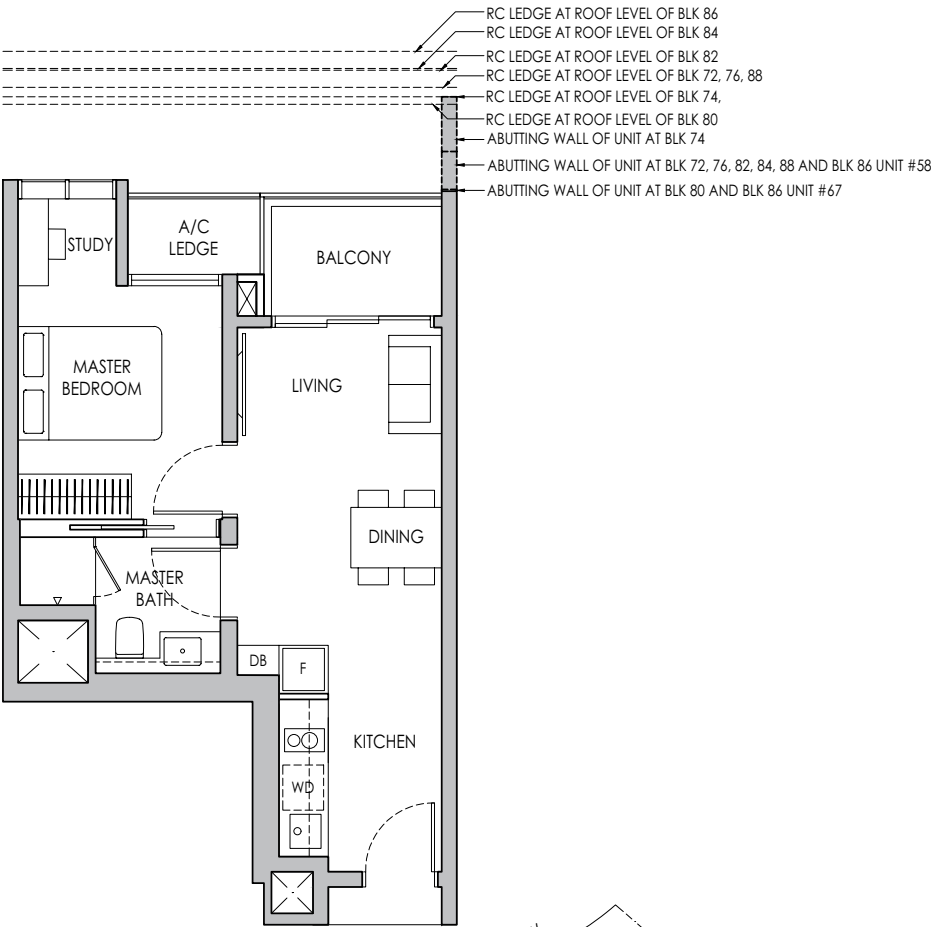 RC LEDGE AT ROOF LEVEL OF BLK 86
RC LEDGE AT ROOF LEVEL OF BLK 84
RC LEDGE AT ROOF LEVEL OF BLK 82
RC LEDGE AT ROOF LEVEL OF BLK 72, 76, 88
RC LEDGE AT ROOF LEVEL OF BLK 74,
RC LEDGE AT ROOF LEVEL OF BLK 80
ABUTTING WALL OF UNIT AT BLK 74
ABUTTING WALL OF UNIT AT BLK 72, 76, 82, 84, 88 AND BLK 86 UNIT #58
ABUTTING WALL OF UNIT AT BLK 80 AND BLK 86 UNIT #67
STUDY
A/C
LEDGE
BALCONY
MASTER
BEDROOM
LIVING
DINING
MASTER
BATH
DB
F
KITCHEN
WD